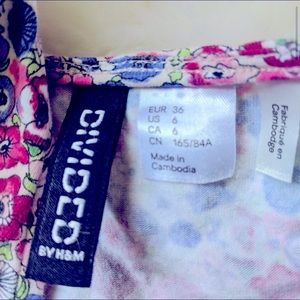 DIVIDED
BY H&M
EUR 36
US 6
CA 6
CN 165/84A
Made in
Cambodia
Fabriqué en
Cambodge